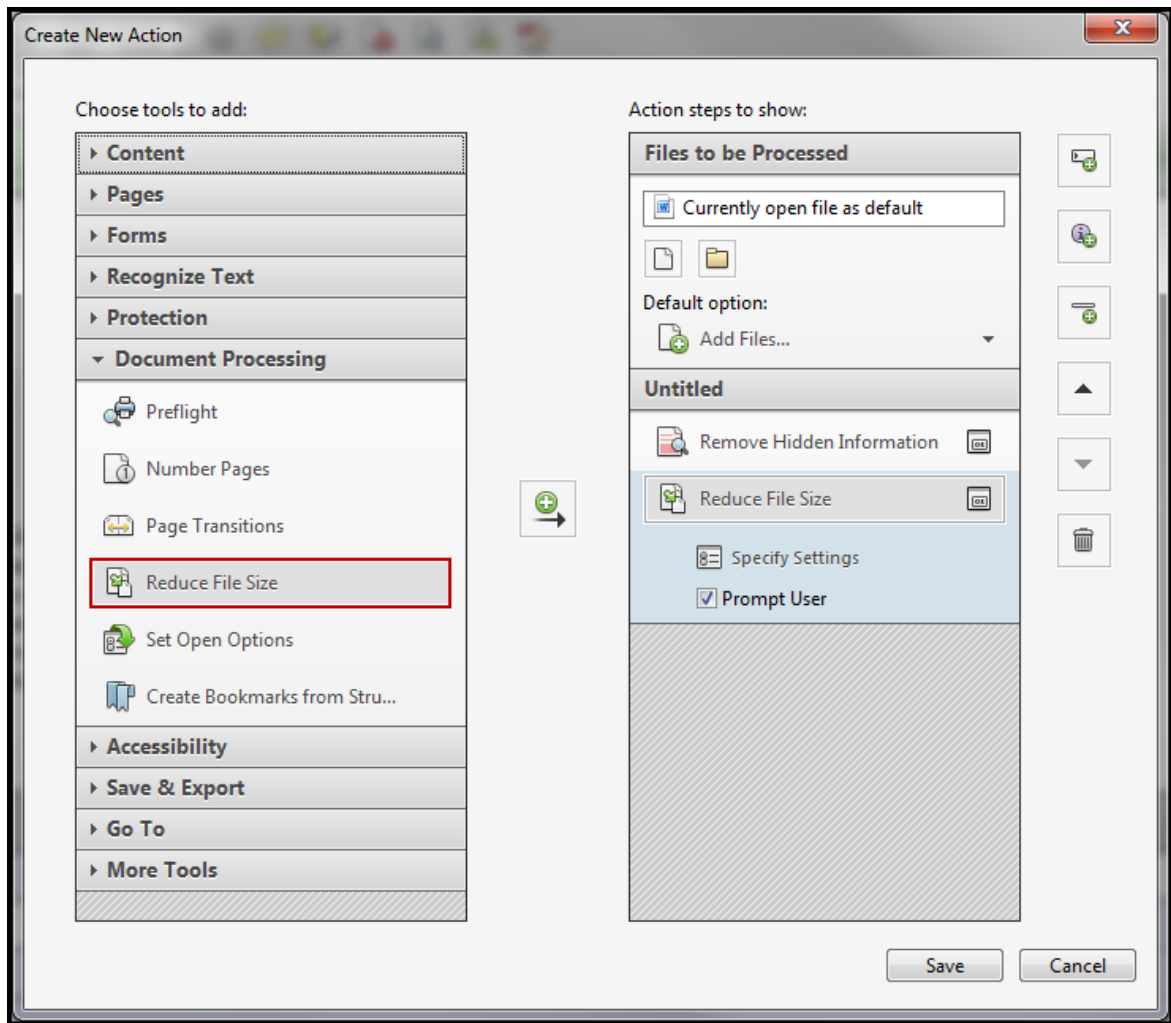 Create New Action
Choose tools to add:
Content
Pages
Forms
Recognize Text
Protection
Document Processing
Preflight
Number Pages
Page Transitions
Reduce File Size
Set Open Options
Create Bookmarks from Stru...
Accessibility
Save & Export
Go To
More Tools
Action steps to show:
Files to be Processed
Currently open file as default
Default option:
Add Files...
Untitled
Remove Hidden Information
Reduce File Size
Specify Settings
Prompt User
Save
Cancel